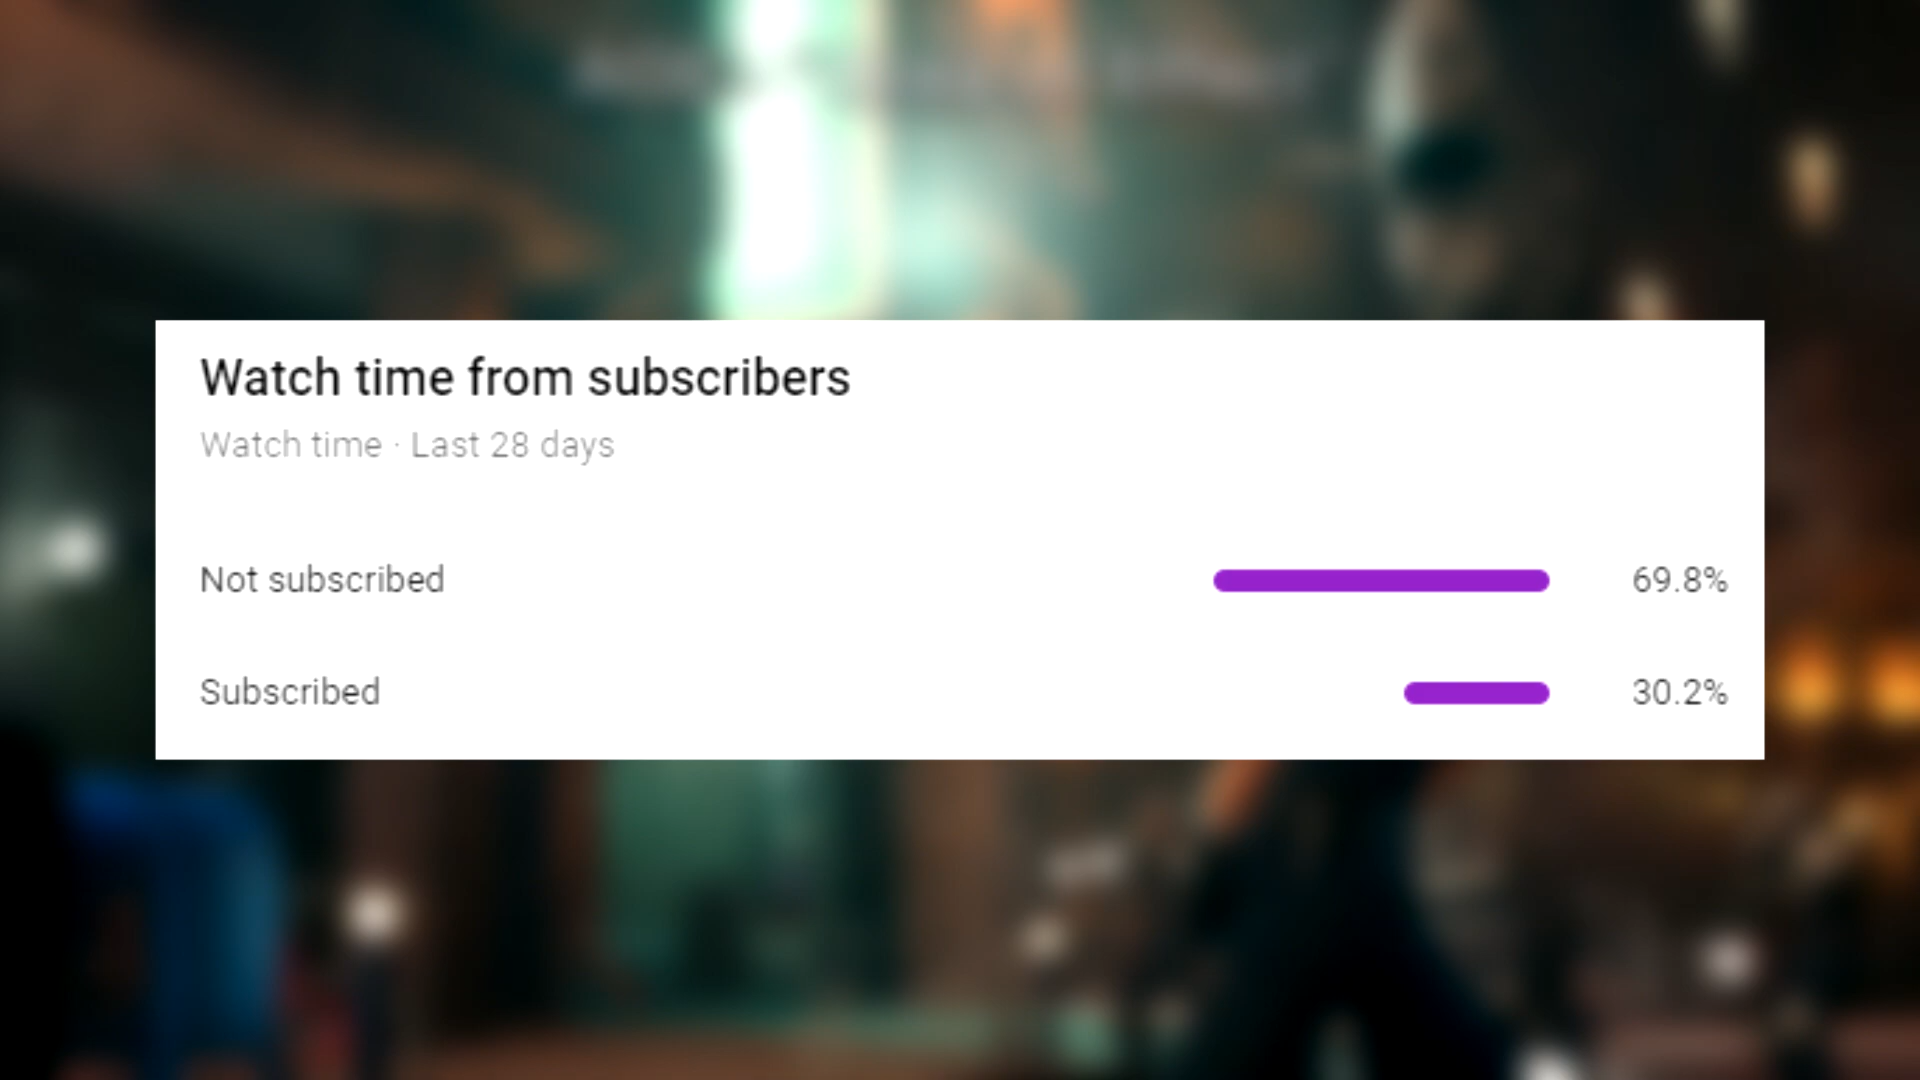 Watch time from subscribers
Watch time · Last 28 days
Not subscribed 69.8%
Subscribed 30.2%